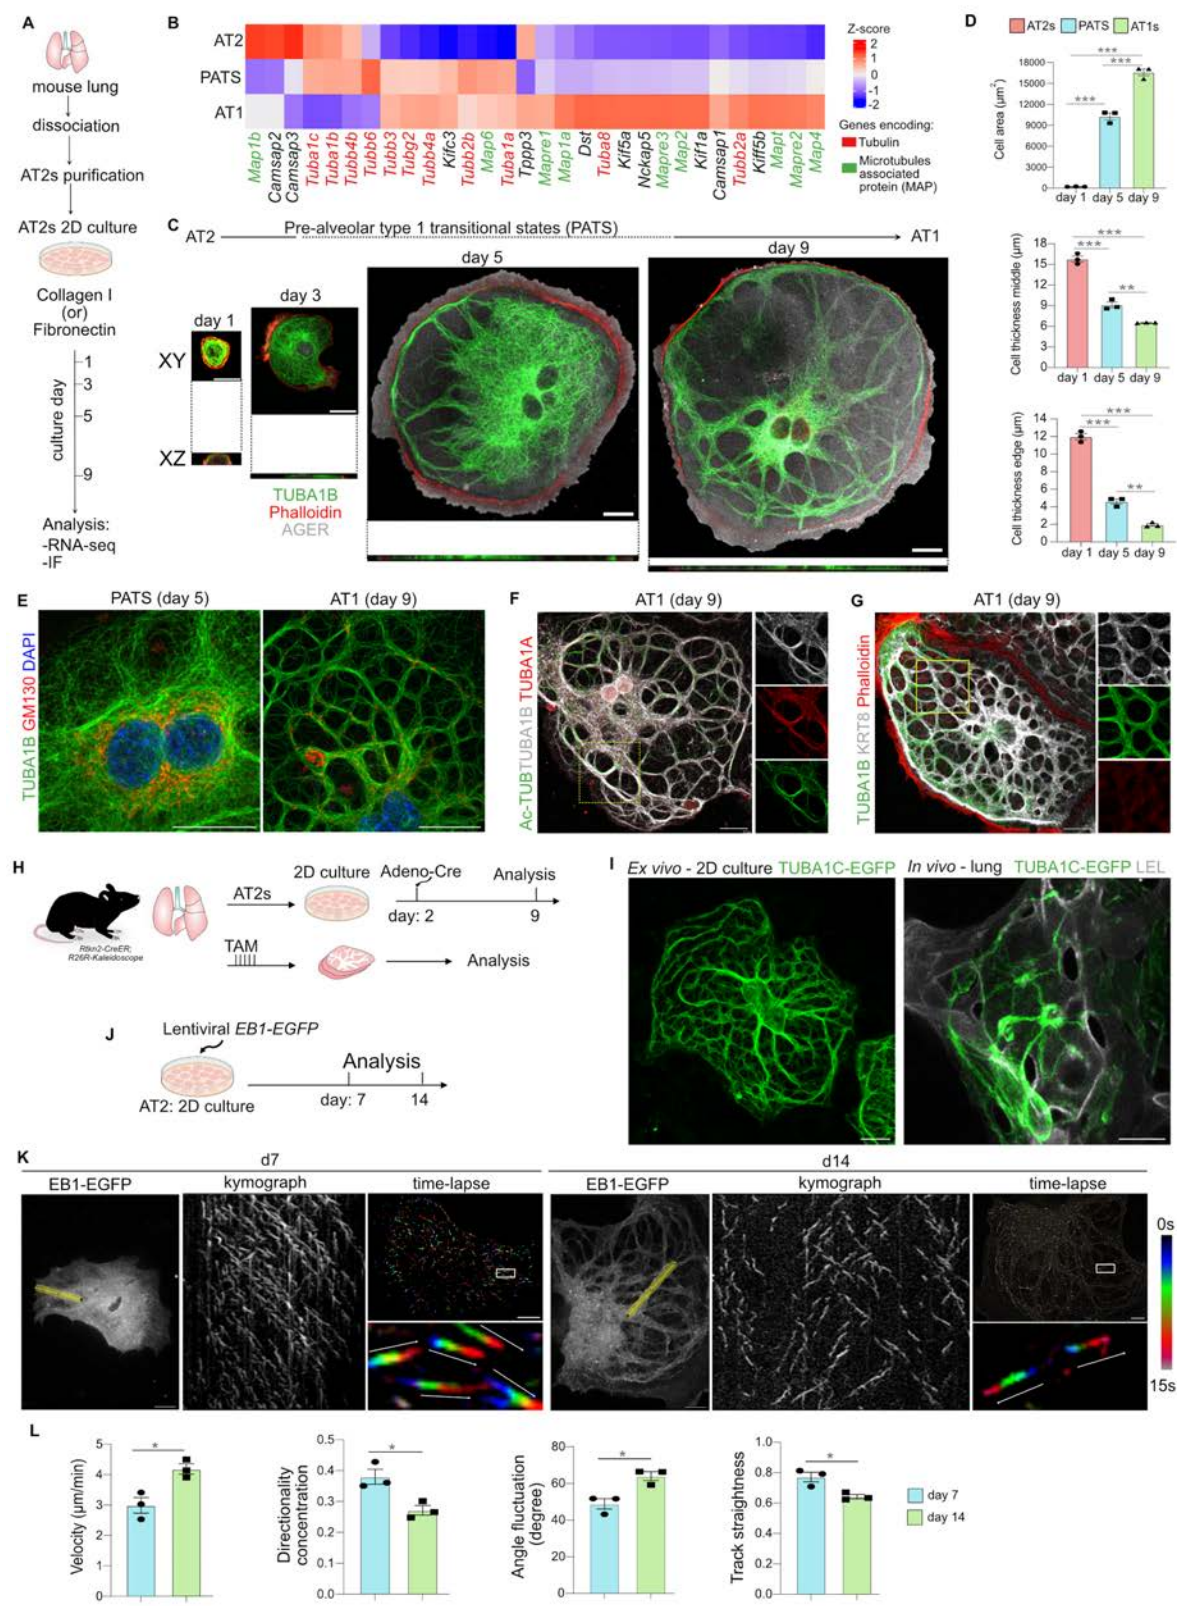 A
mouse lung
dissociation
AT2s purification
AT2s 2D culture
Collagen I
(or)
Fibronectin
culture day
1
3
5
9
Analysis:
-RNA-seq
-IF
B
AT2
PATS
AT1
Map1b
Camsap2
Camsap3
Tuba1c
Tuba1b
Tubb4b
Tubb6
Tubb3
Tubg2
Tubb4a
Kifc3
Tubb2b
Map6
Tuba1a
Tppp3
Mapre1
Map1a
Dst
Tuba8
Kif5a
Nckap5
Mapre3
Map2
Kif1a
Camsap1
Tubb2a
Kiff5b
Mapt
Mapre2
Map4
Z-score
2
1
0
-1
-2
Genes encoding:
Tubulin
Microtubules
associated
protein (MAP)
C
AT2
Pre-alveolar type 1 transitional states (PATS)
AT1
day 1
day 3
day 5
day 9
XY
XZ
TUBA1B
Phalloidin
AGER
D
AT2s PATS AT1s
Cell area (µm²)
18000
15000
12000
9000
6000
3000
0
***
***
***
day 1 day 5 day 9
Cell thickness middle (µm)
18
15
12
9
6
3
0
***
***
**
day 1 day 5 day 9
Cell thickness edge (µm)
14
12
10
8
6
4
2
0
***
***
**
day 1 day 5 day 9
E
PATS (day 5)
AT1 (day 9)
TUBA1B GM130 DAPI
F
AT1 (day 9)
Ac-TUB TUBA1B TUBA1A
G
AT1 (day 9)
TUBA1B KRT8 Phalloidin
H
Rtkn2-CreER;
R26R-Kaleidoscope
AT2s
2D culture
Adeno-Cre
Analysis
day: 2
9
TAM
Analysis
I
Ex vivo - 2D culture TUBA1C-EGFP
In vivo - lung TUBA1C-EGFP LEL
J
Lentiviral EB1-EGFP
Analysis
AT2: 2D culture
day: 7
14
K
d7
d14
EB1-EGFP
kymograph
time-lapse
EB1-EGFP
kymograph
time-lapse
0s
15s
L
Velocity (µm/min)
5
4
3
2
1
0
*
Directionality
concentration
0.5
0.4
0.3
0.2
0.1
0.0
*
Angle fluctuation
(degree)
80
60
40
20
0
*
Track straightness
1.0
0.8
0.6
0.4
0.2
0.0
*
day 7
day 14